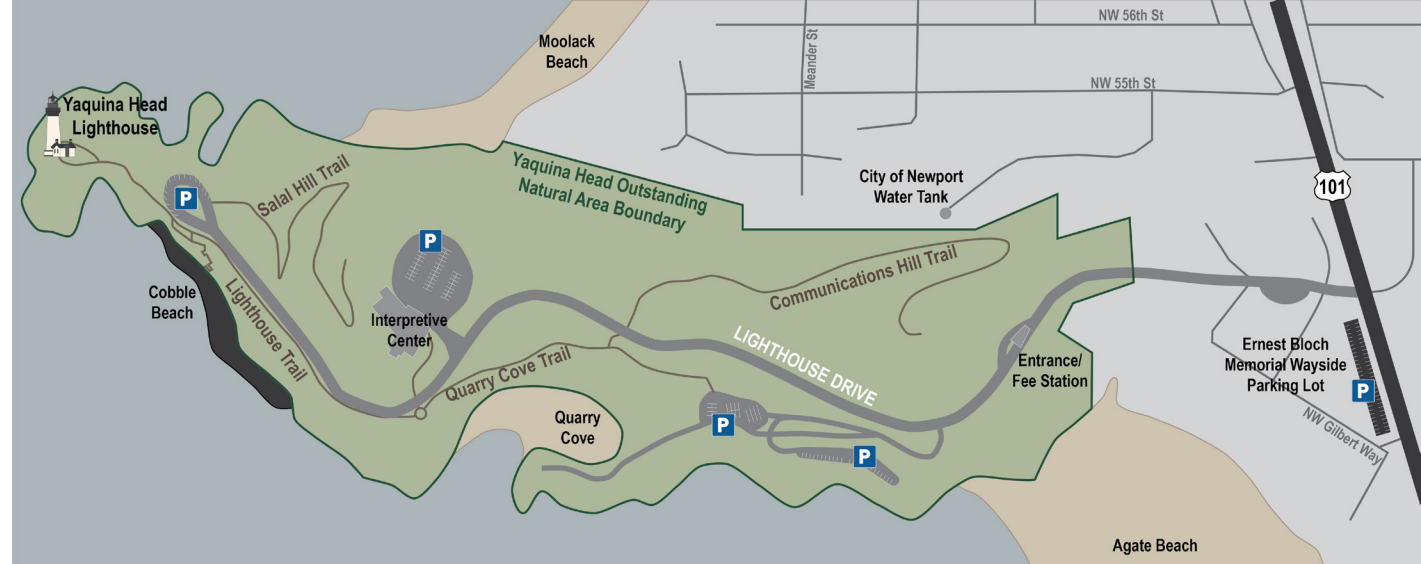 NW 56th St
Moolack
Beach
Meander St
NW 55th St
Yaquina Head
Lighthouse
Yaquina Head Outstanding
Natural Area Boundary
City of Newport
Water Tank
101
P
Salal Hill Trail
P
Communications Hill Trail
Cobble
Beach
Lighthouse Trail
Interpretive
Center
LIGHTHOUSE DRIVE
Entrance/
Fee Station
Ernest Bloch
Memorial Wayside
Parking Lot
P
Quarry Cove Trail
Quarry
Cove
P
P
NW Gilbert Way
Agate Beach